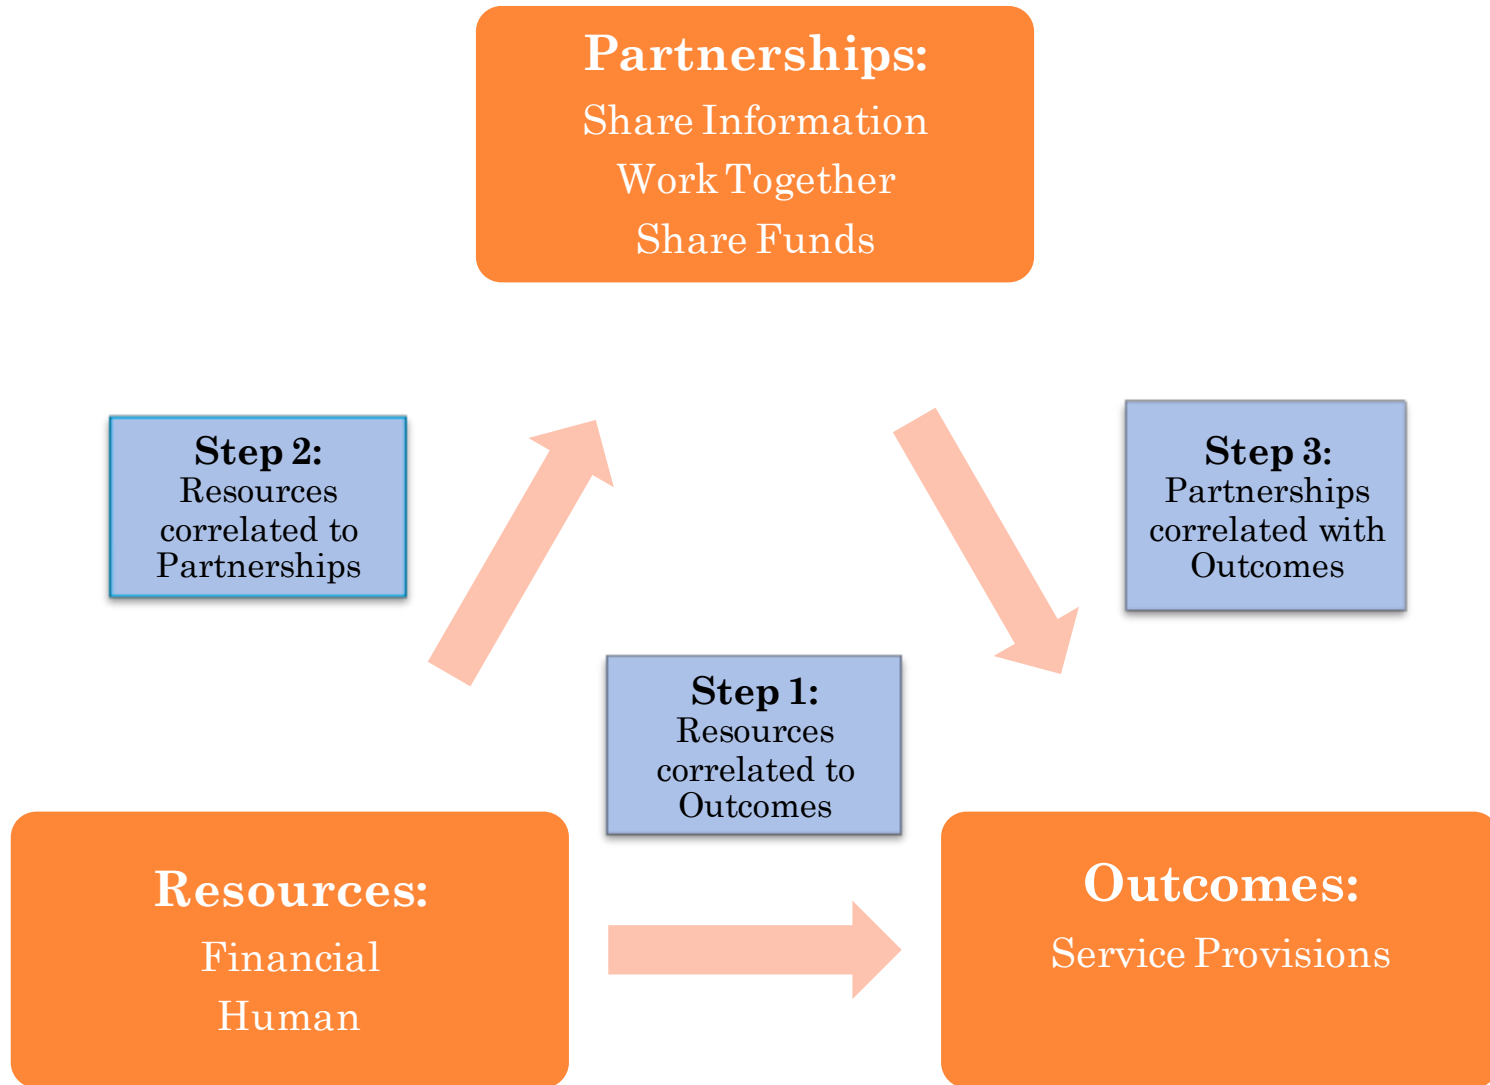 Partnerships:
Share Information
Work Together
Share Funds
Step 2:
Resources
correlated to
Partnerships
Step 3:
Partnerships
correlated with
Outcomes
Step 1:
Resources
correlated to
Outcomes
Resources:
Financial
Human
Outcomes:
Service Provisions